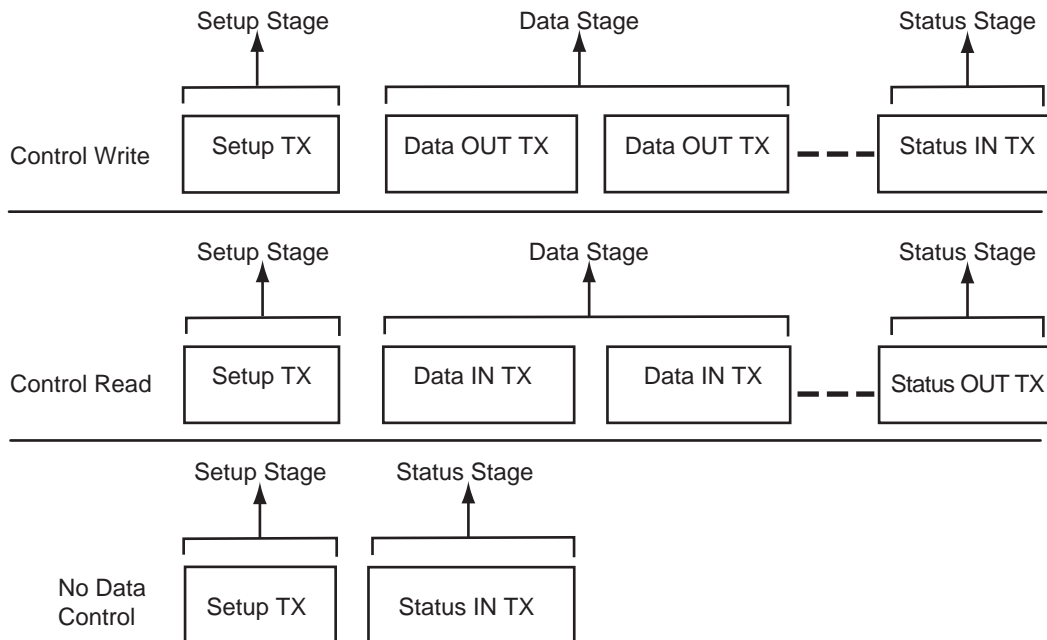 Setup Stage Data Stage Status Stage
Control Write Setup TX Data OUT TX Data OUT TX Status IN TX
Setup Stage Data Stage Status Stage
Control Read Setup TX Data IN TX Data IN TX Status OUT TX
Setup Stage Status Stage
No Data
Control
Setup TX Status IN TX